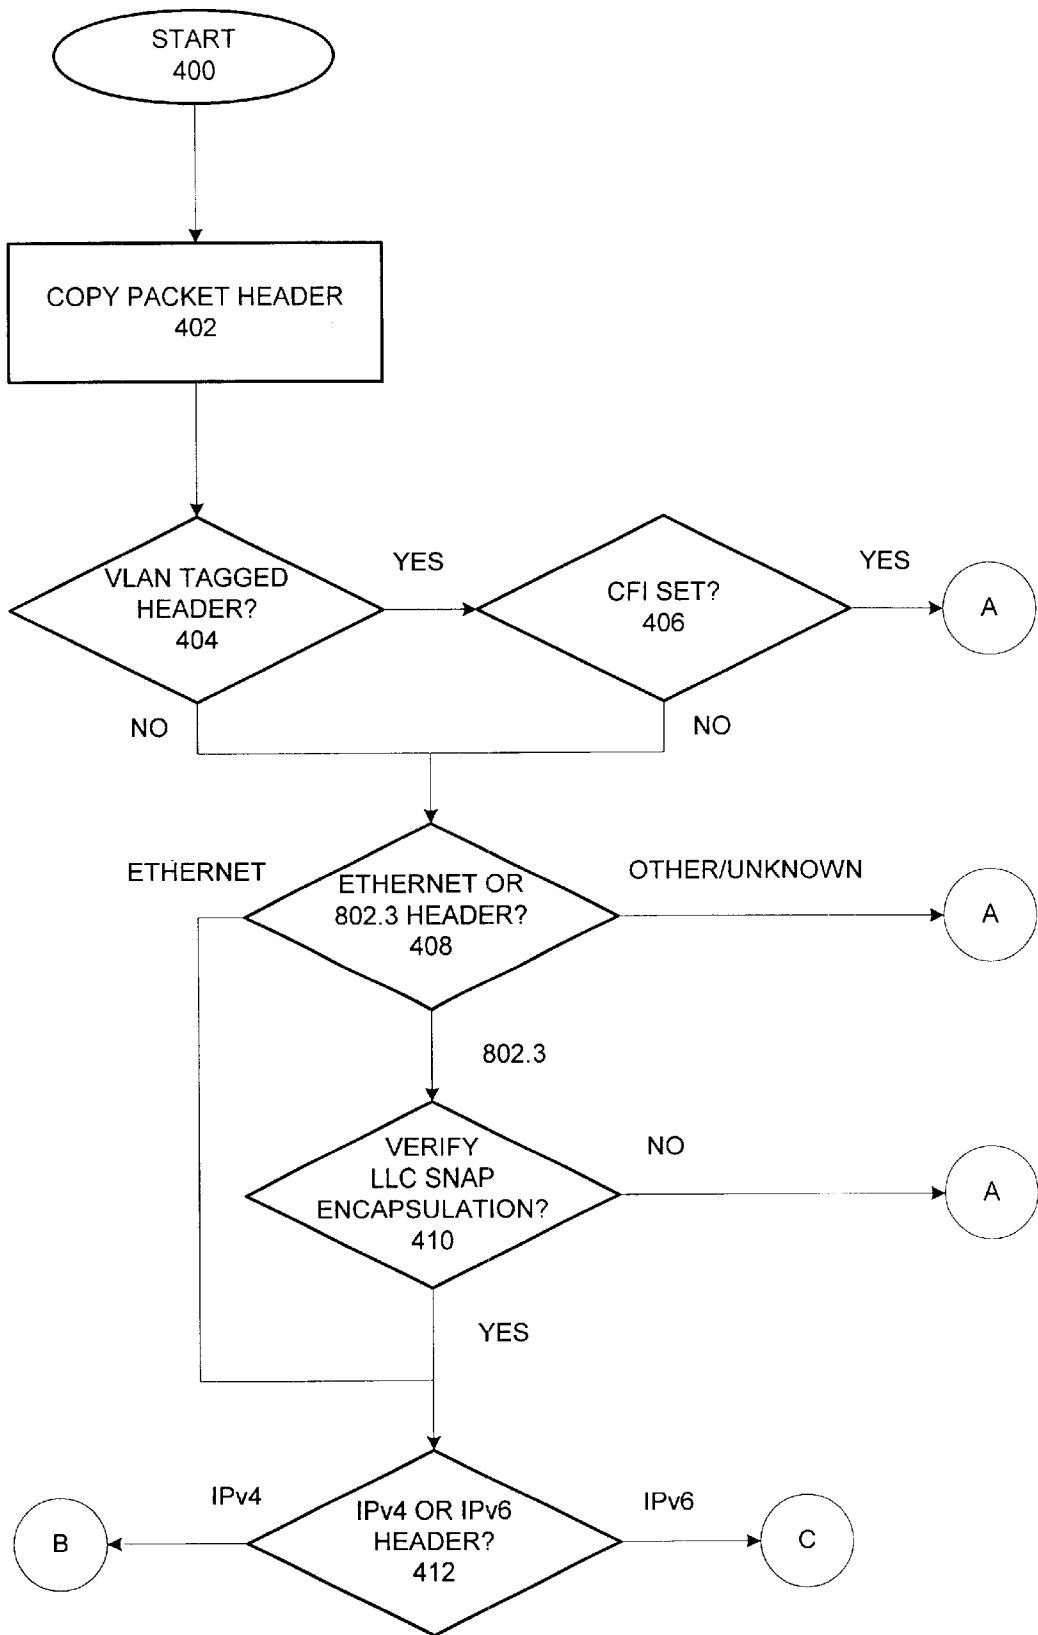 START
400
COPY PACKET HEADER
402
VLAN TAGGED
HEADER?
404
YES
CFI SET?
406
YES
A
NO
NO
ETHERNET
ETHERNET OR
802.3 HEADER?
408
OTHER/UNKNOWN
A
802.3
VERIFY
LLC SNAP
ENCAPSULATION?
410
NO
A
YES
IPv4
IPv4 OR IPv6
HEADER?
412
IPv6
B
C